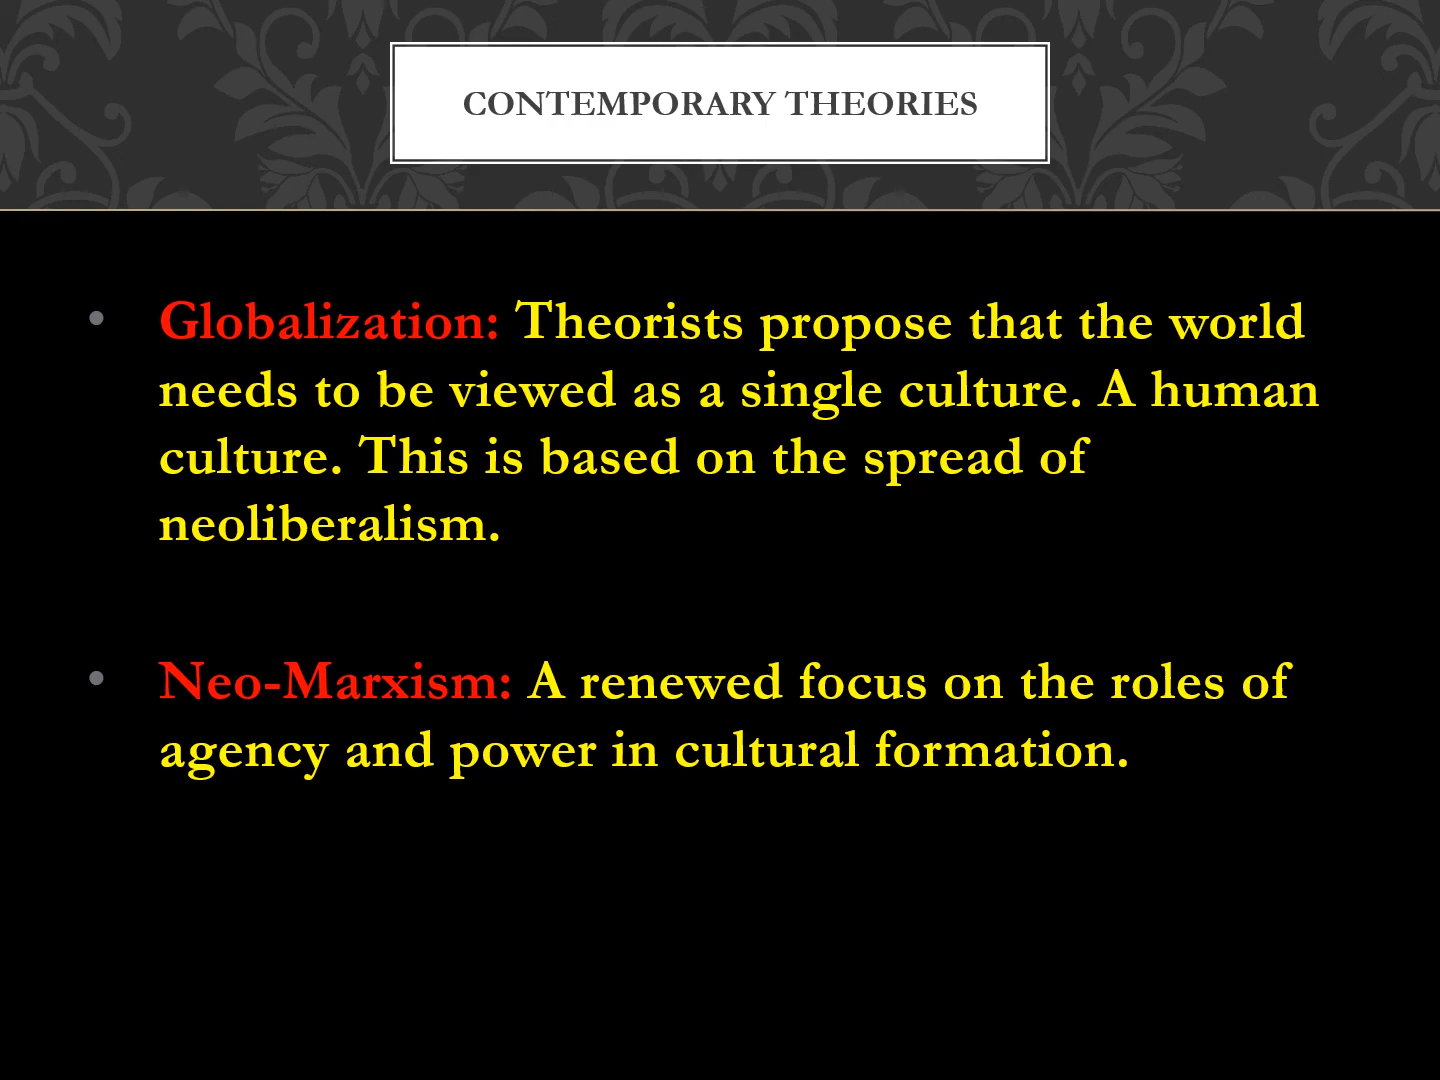 CONTEMPORARY THEORIES
• Globalization: Theorists propose that the world
needs to be viewed as a single culture. A human
culture. This is based on the spread of
neoliberalism.
• Neo-Marxism: A renewed focus on the roles of
agency and power in cultural formation.